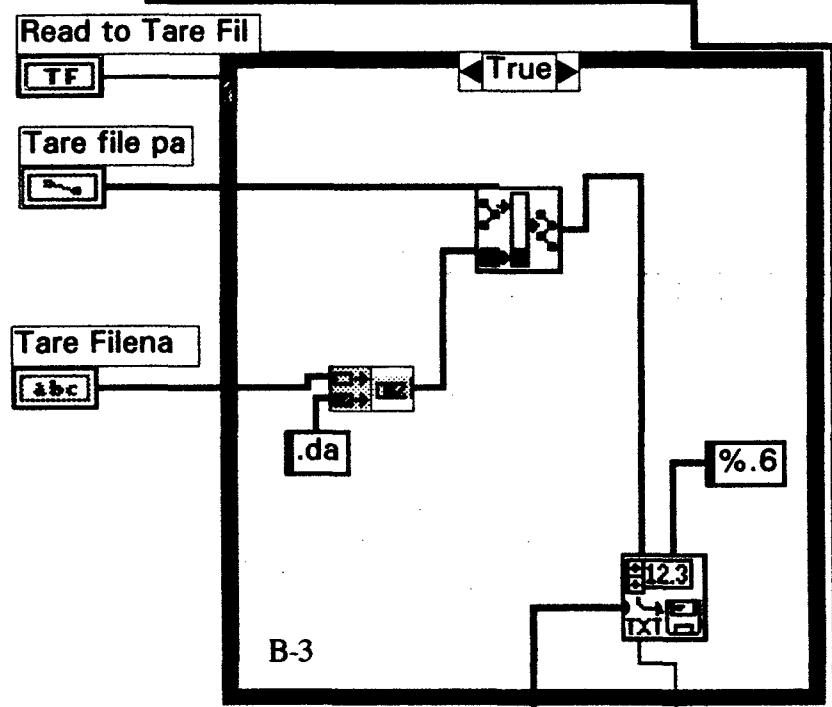 Read to Tare Fil
TF
True
Tare file pa
Tare Filena
abc
.da
%.6
12.3
TXT
B-3